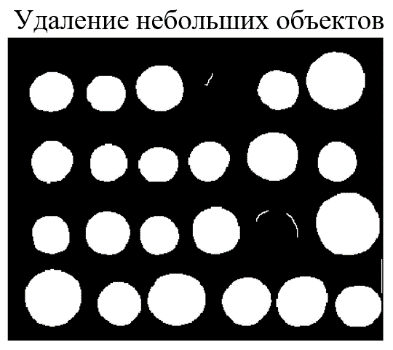 Удаление небольших объектов